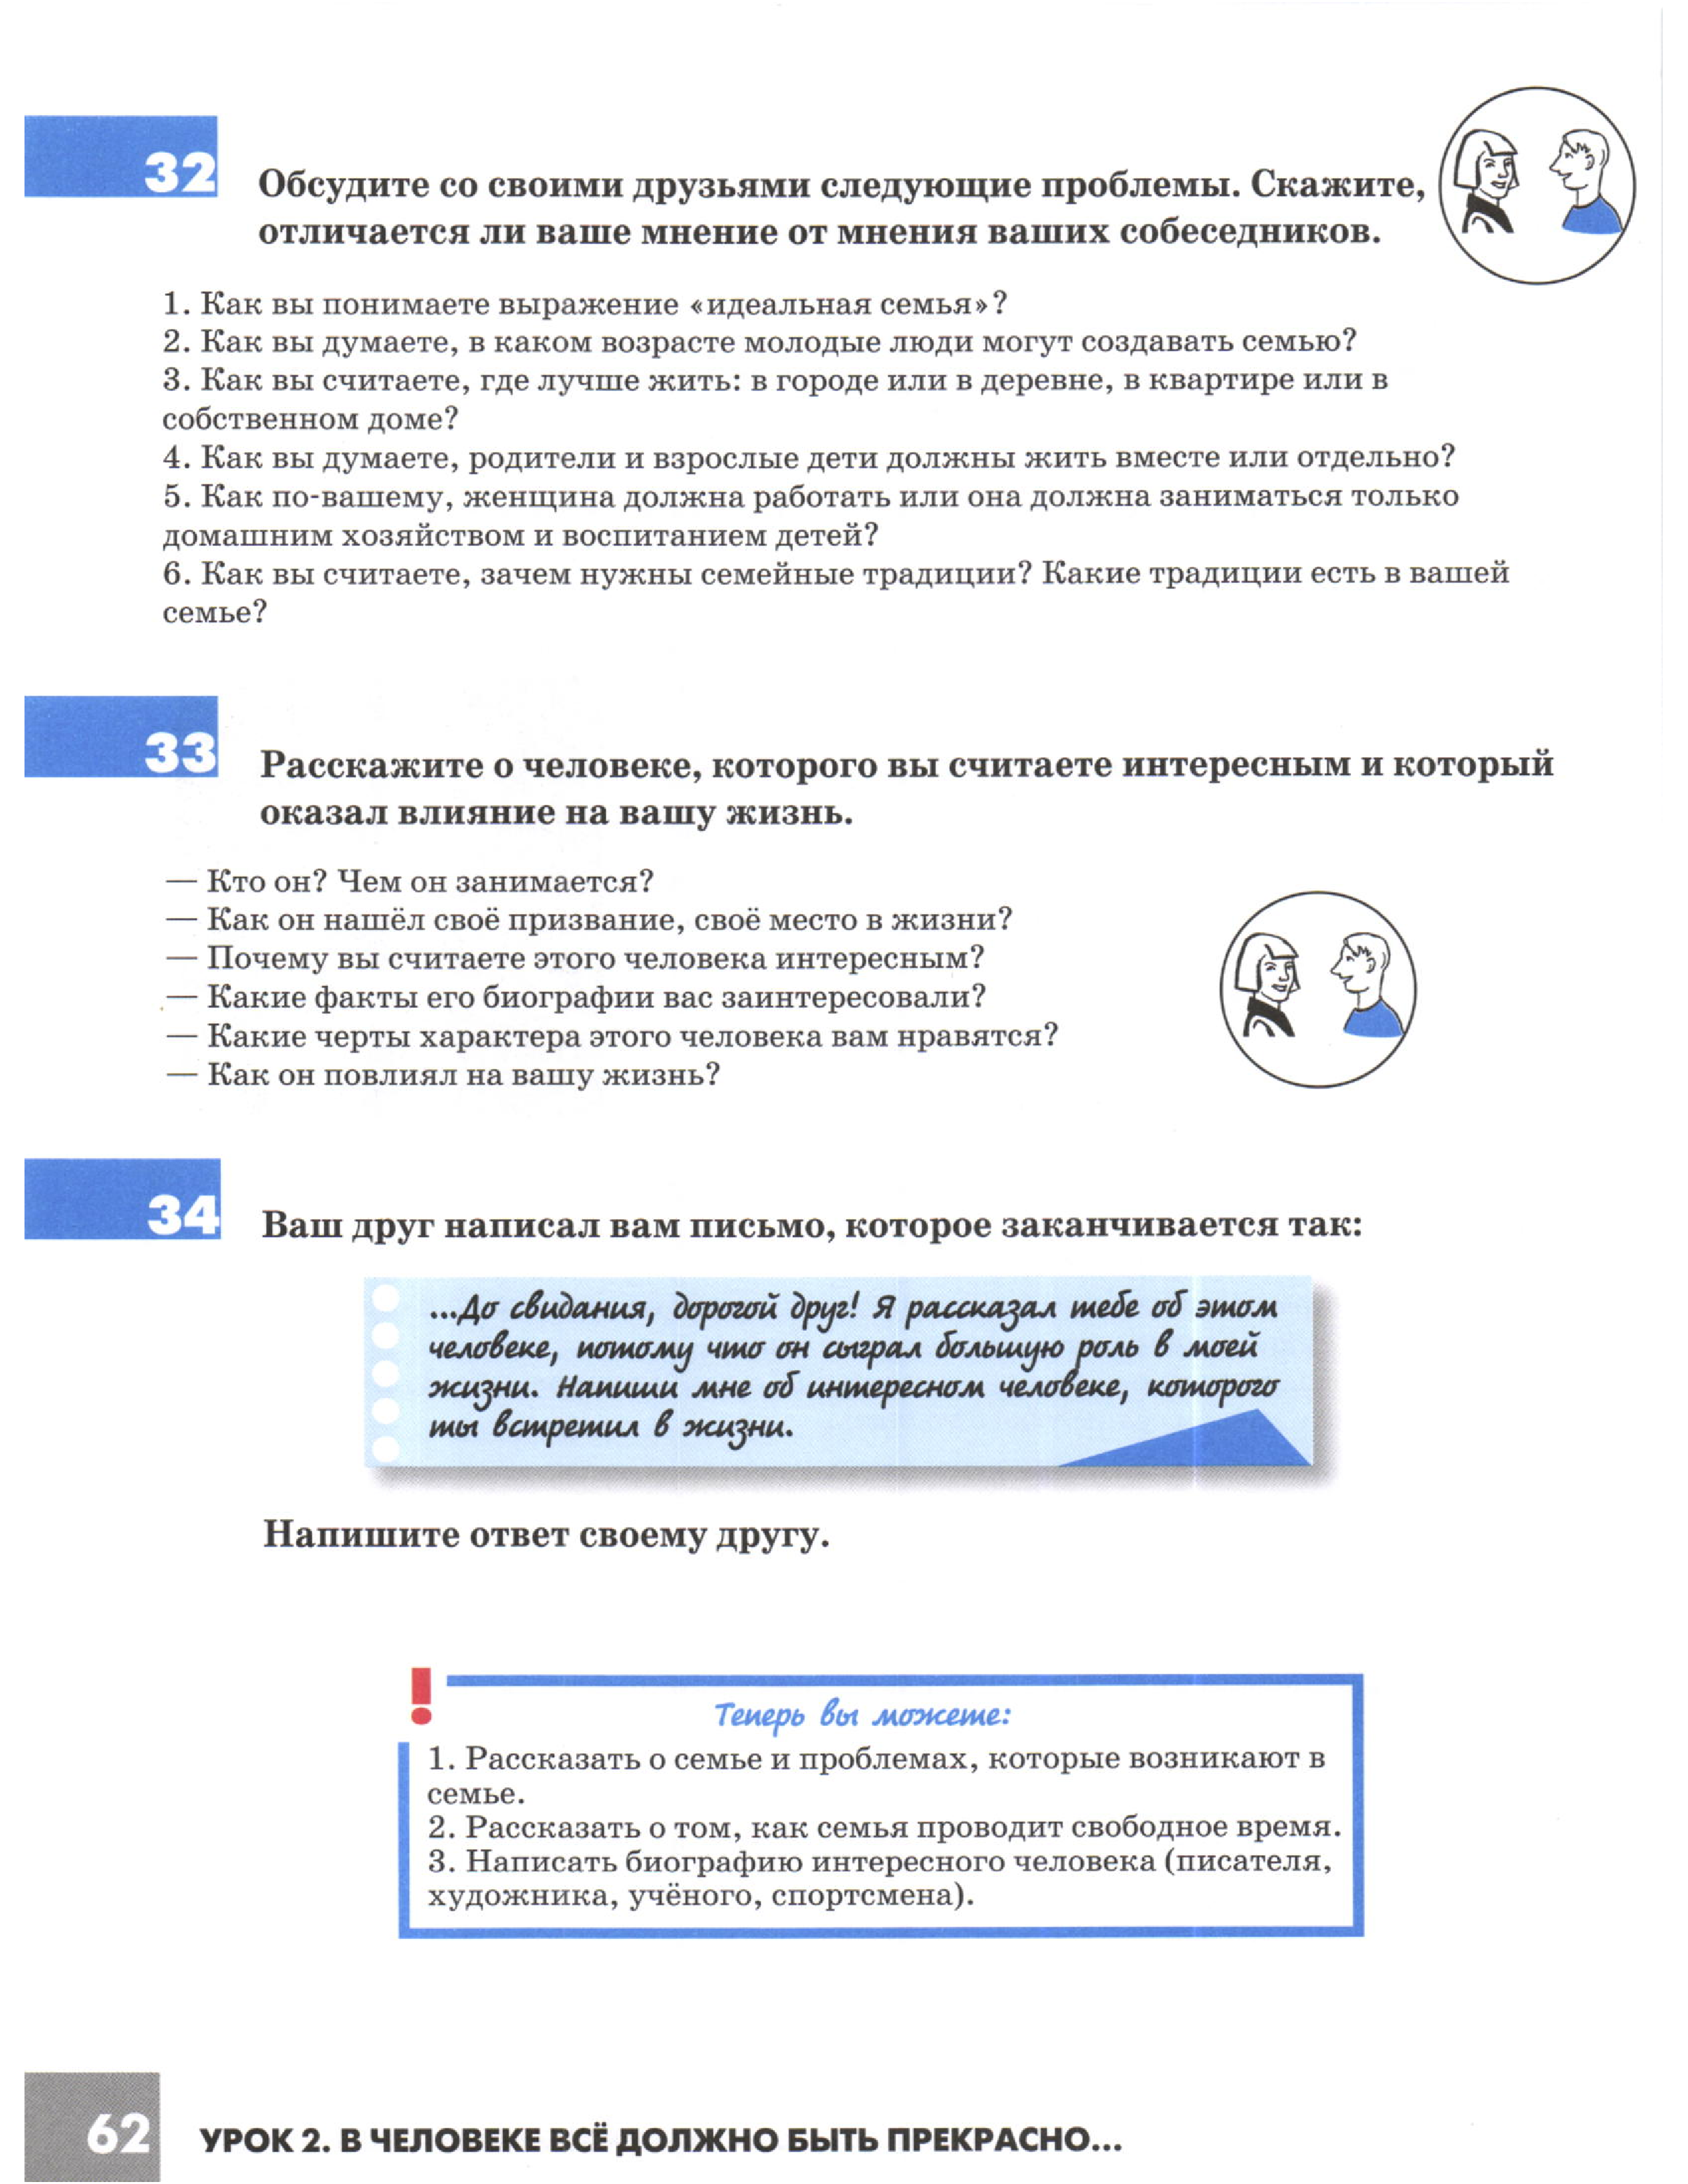 32
Обсудите со своими друзьями следующие проблемы. Скажите,
отличается ли ваше мнение от мнения ваших собеседников.
1. Как вы понимаете выражение «идеальная семья»?
2. Как вы думаете, в каком возрасте молодые люди могут создавать семью?
3. Как вы считаете, где лучше жить: в городе или в деревне, в квартире или в
собственном доме?
4. Как вы думаете, родители и взрослые дети должны жить вместе или отдельно?
5. Как по-вашему, женщина должна работать или она должна заниматься только
домашним хозяйством и воспитанием детей?
6. Как вы считаете, зачем нужны семейные традиции? Какие традиции есть в вашей
семье?
33
Расскажите о человеке, которого вы считаете интересным и который
оказал влияние на вашу жизнь.
— Кто он? Чем он занимается?
— Как он нашёл своё призвание, своё место в жизни?
— Почему вы считаете этого человека интересным?
— Какие факты его биографии вас заинтересовали?
— Какие черты характера этого человека вам нравятся?
— Как он повлиял на вашу жизнь?
34
Ваш друг написал вам письмо, которое заканчивается так:
...До свидания, дорогой друг! Я рассказал тебе об этом
человеке, потому что он сыграл большую роль в моей
жизни. Напиши мне об интересном человеке, которого
ты встретил в жизни.
Напишите ответ своему другу.
!
Теперь вы можете:
1. Рассказать о семье и проблемах, которые возникают в
семье.
2. Рассказать о том, как семья проводит свободное время.
3. Написать биографию интересного человека (писателя,
художника, учёного, спортсмена).
62
УРОК 2. В ЧЕЛОВЕКЕ ВСЁ ДОЛЖНО БЫТЬ ПРЕКРАСНО...